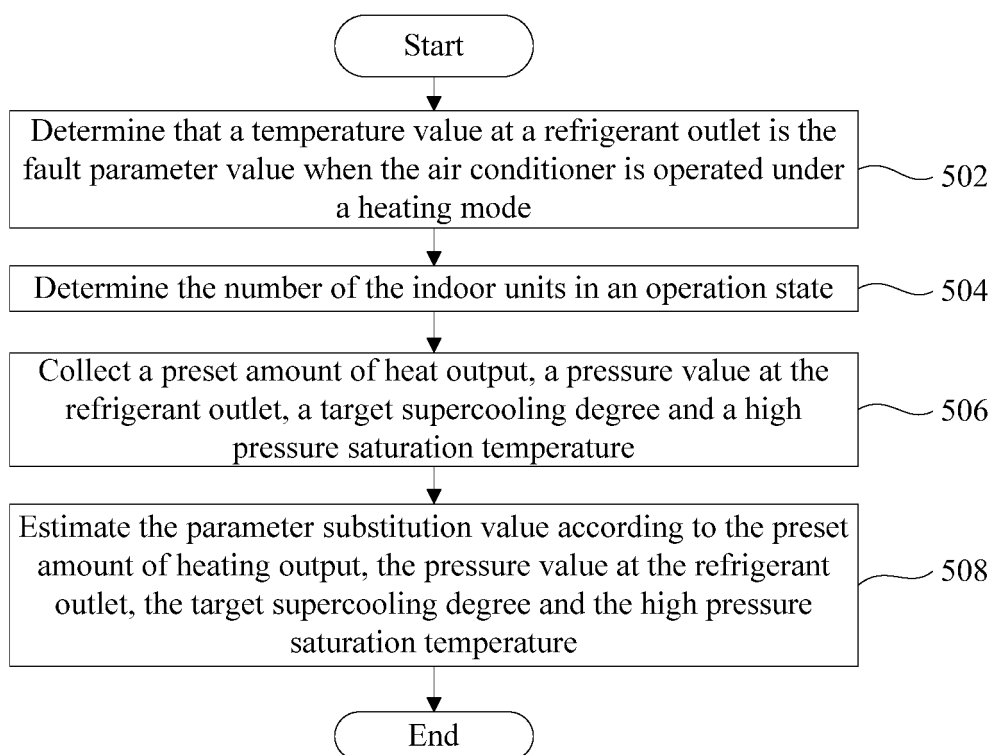 Start
Determine that a temperature value at a refrigerant outlet is the
fault parameter value when the air conditioner is operated under
a heating mode
502
Determine the number of the indoor units in an operation state
504
Collect a preset amount of heat output, a pressure value at the
refrigerant outlet, a target supercooling degree and a high
pressure saturation temperature
506
Estimate the parameter substitution value according to the preset
amount of heating output, the pressure value at the refrigerant
outlet, the target supercooling degree and the high pressure
saturation temperature
508
End